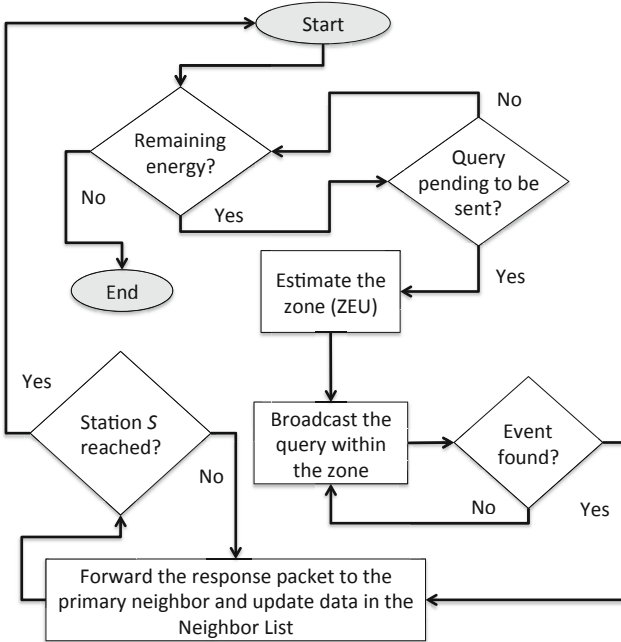 Start
No
Remaining
energy?
Query
pending to be
sent?
No
Yes
Estimate the
zone (ZEU)
Yes
End
Yes
Station S
reached?
Broadcast the
query within
the zone
Event
found?
No
No
Yes
Forward the response packet to the
primary neighbor and update data in the
Neighbor List